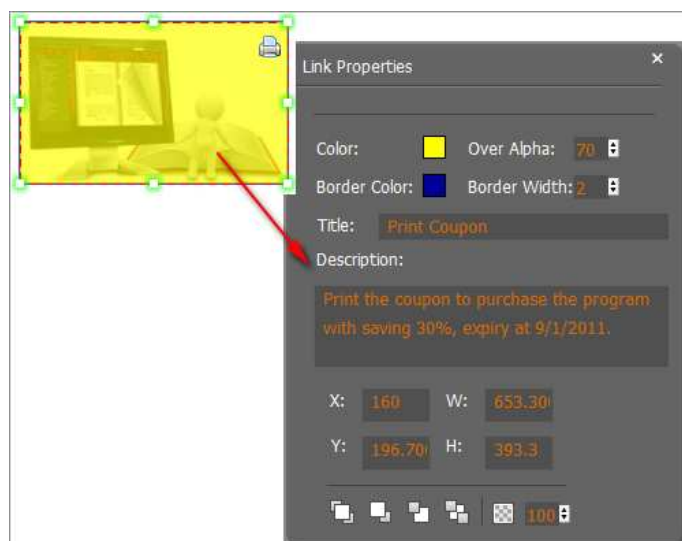 Link Properties
×
Color: Over Alpha: 70
Border Color: Border Width: 2
Title: Print Coupon
Description:
Print the coupon to purchase the program
with saving 30%, expiry at 9/1/2011.
X: 160 W: 653.30
Y: 196.70 H: 393.3
100